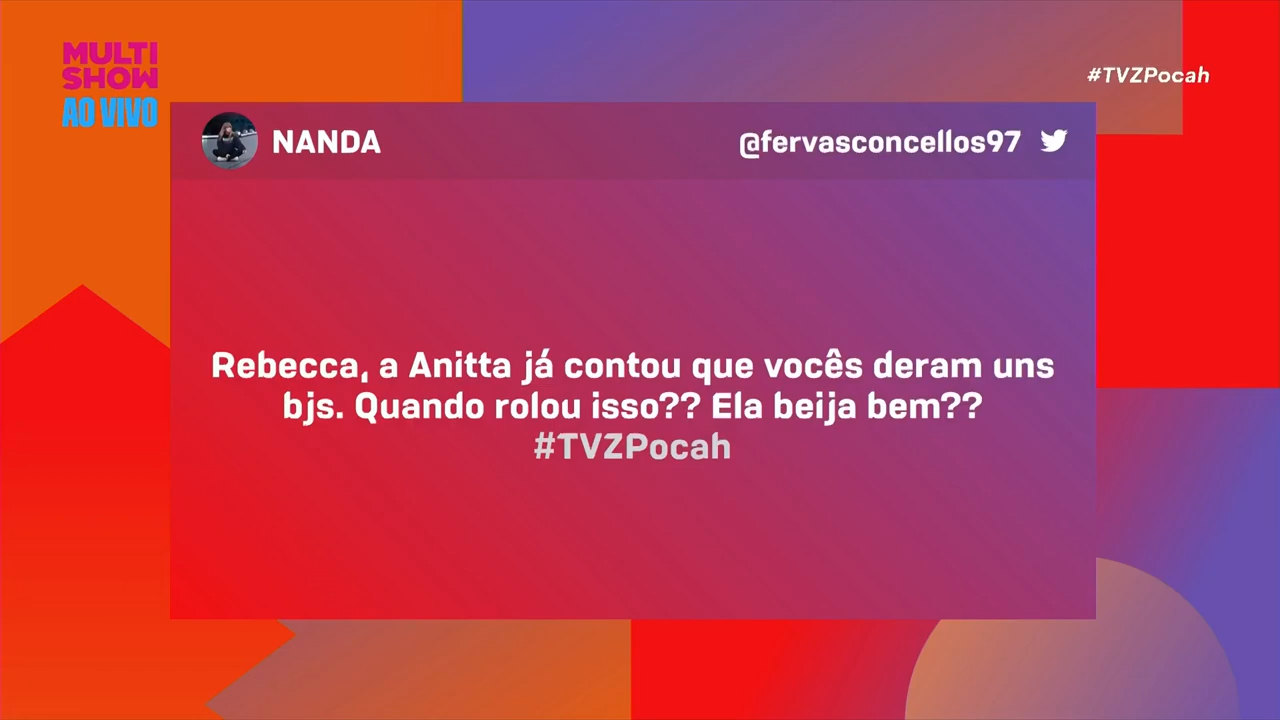 MULTI
SHOW
AO VIVO
#TVZPocah
NANDA
@fervasconcellos97
Rebecca, a Anitta já contou que vocês deram uns
bjs. Quando rolou isso?? Ela beija bem??
#TVZPocah